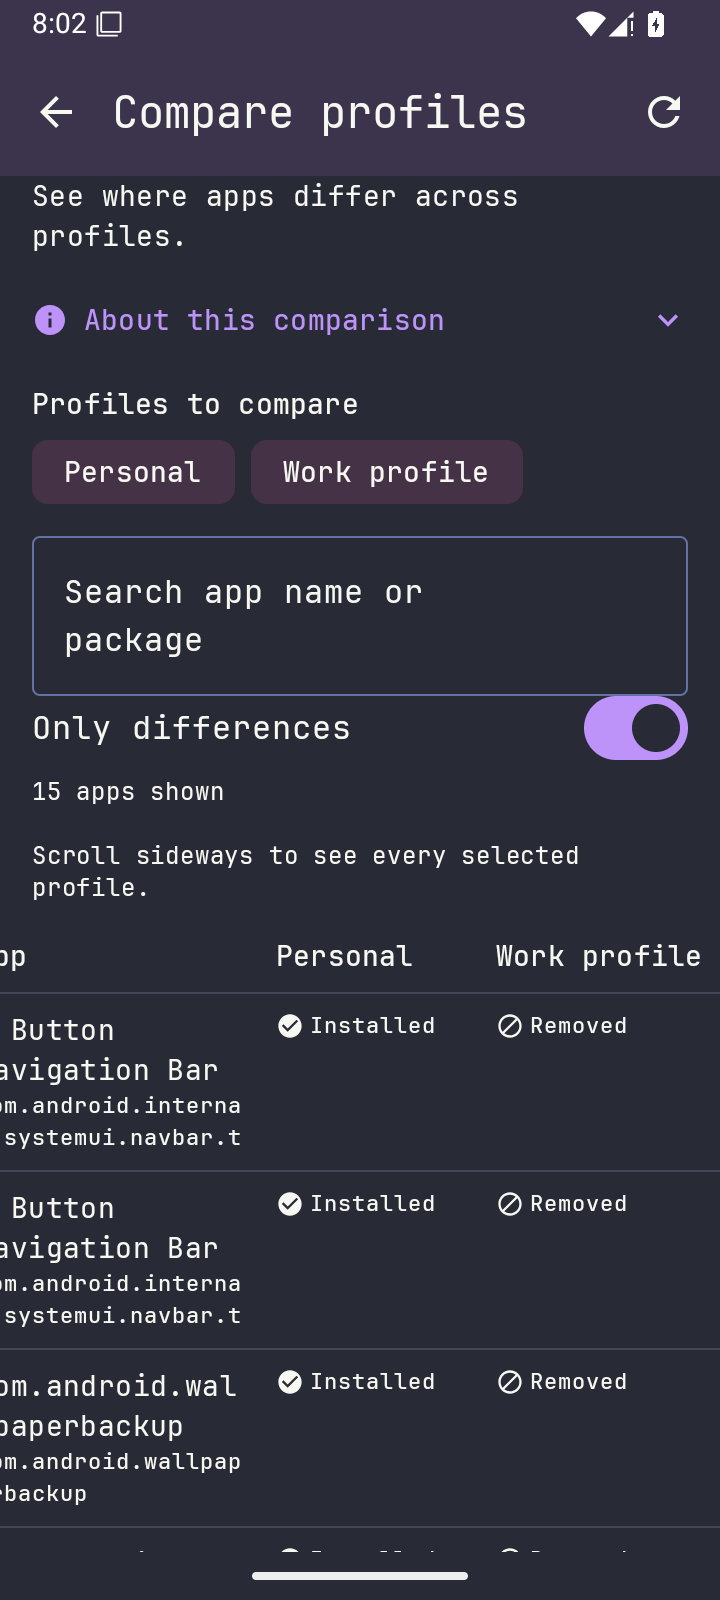 8:02
Compare profiles
See where apps differ across
profiles.
About this comparison
Profiles to compare
Personal Work profile
Search app name or
package
Only differences
15 apps shown
Scroll sideways to see every selected
profile.
pp Personal Work profile
Button Installed Removed
avigation Bar
om.android.interna
systemui.navbar.t
Button Installed Removed
avigation Bar
om.android.interna
systemui.navbar.t
om.android.wal Installed Removed
paperbackup
om.android.wallpap
rbackup